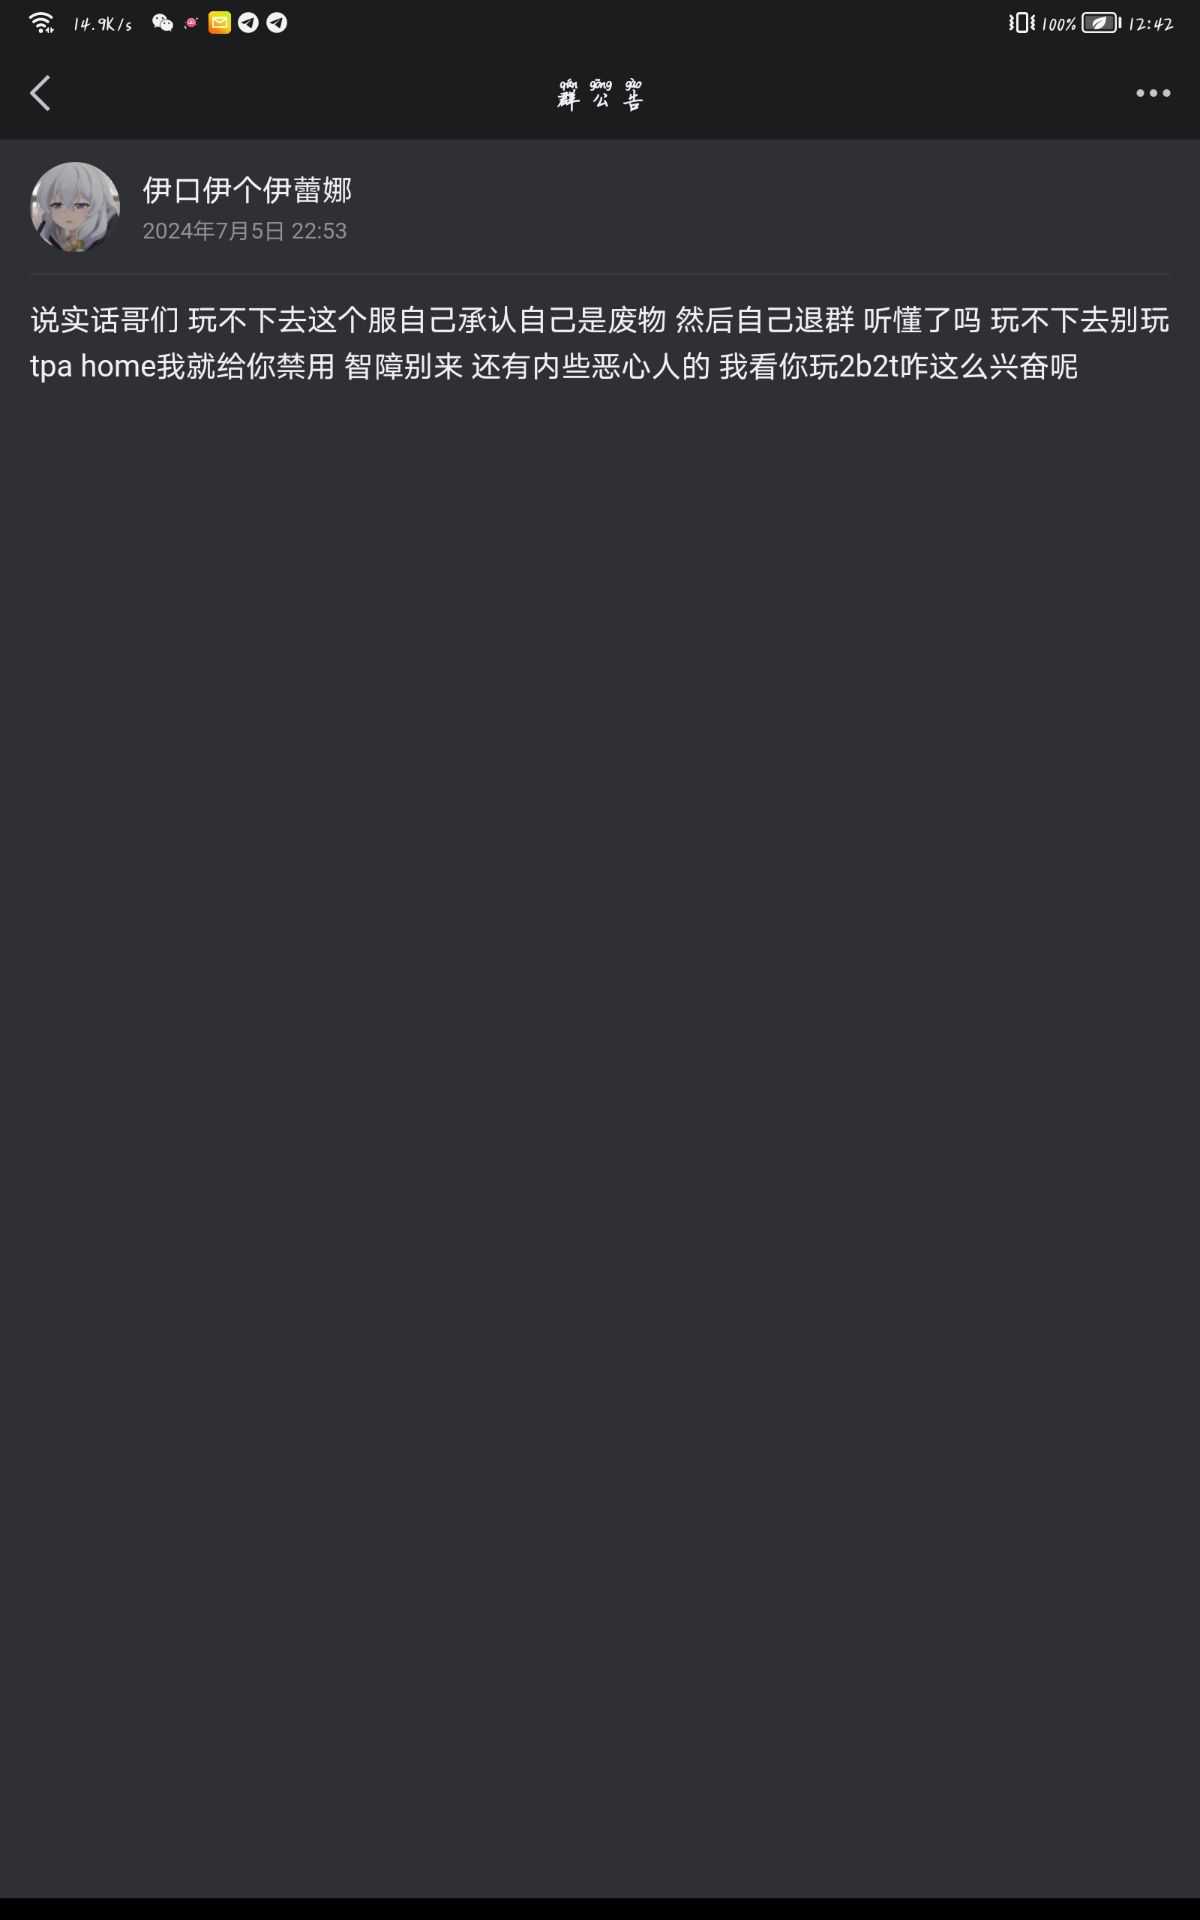 14.9K/s 100% 12:42
qún gōng gào
群公告
伊口伊个伊蕾娜
2024年7月5日 22:53
说实话哥们 玩不下去这个服自己承认自己是废物 然后自己退群 听懂了吗 玩不下去别玩
tpa home我就给你禁用 智障别来 还有内些恶心人的 我看你玩2b2t咋这么兴奋呢